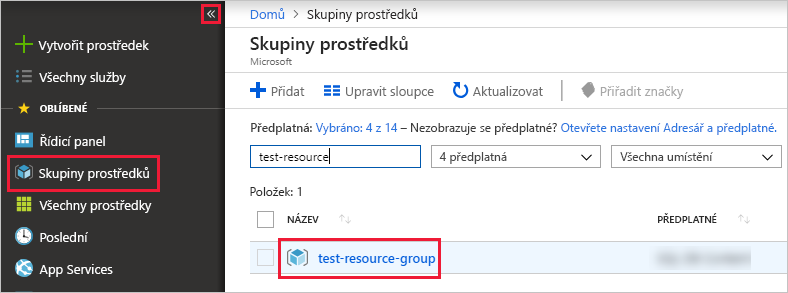 «
Vytvořit prostředek
Všechny služby
OBLÍBENÉ
Řídicí panel
Skupiny prostředků
Všechny prostředky
Poslední
App Services
Domů > Skupiny prostředků
Skupiny prostředků
Microsoft
Přidat Upravit sloupce Aktualizovat Přiřadit značky
Předplatná: Vybráno: 4 z 14 – Nezobrazuje se předplatné? Otevřete nastavení Adresář a předplatné.
test-resource 4 předplatná Všechna umístění
Položek: 1
NÁZEV PŘEDPLATNÉ
test-resource-group